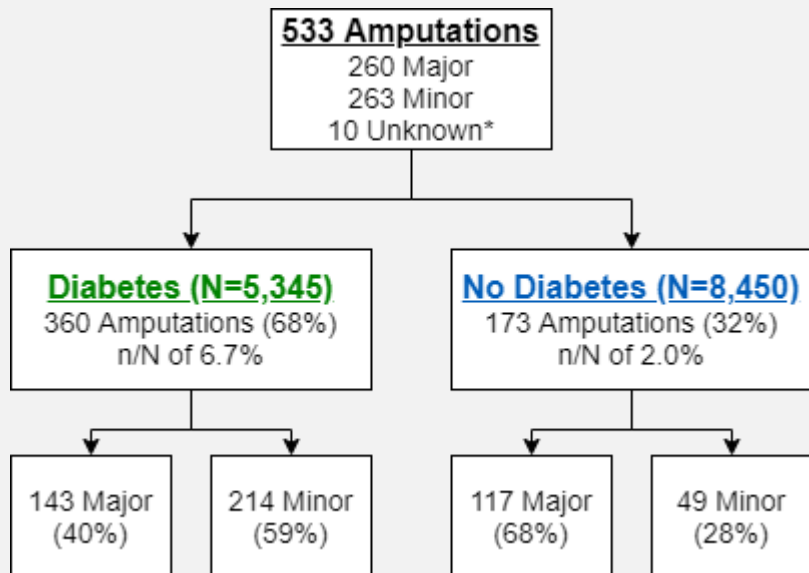 533 Amputations
260 Major
263 Minor
10 Unknown*
Diabetes (N=5,345)
360 Amputations (68%)
n/N of 6.7%
No Diabetes (N=8,450)
173 Amputations (32%)
n/N of 2.0%
143 Major
(40%)
214 Minor
(59%)
117 Major
(68%)
49 Minor
(28%)